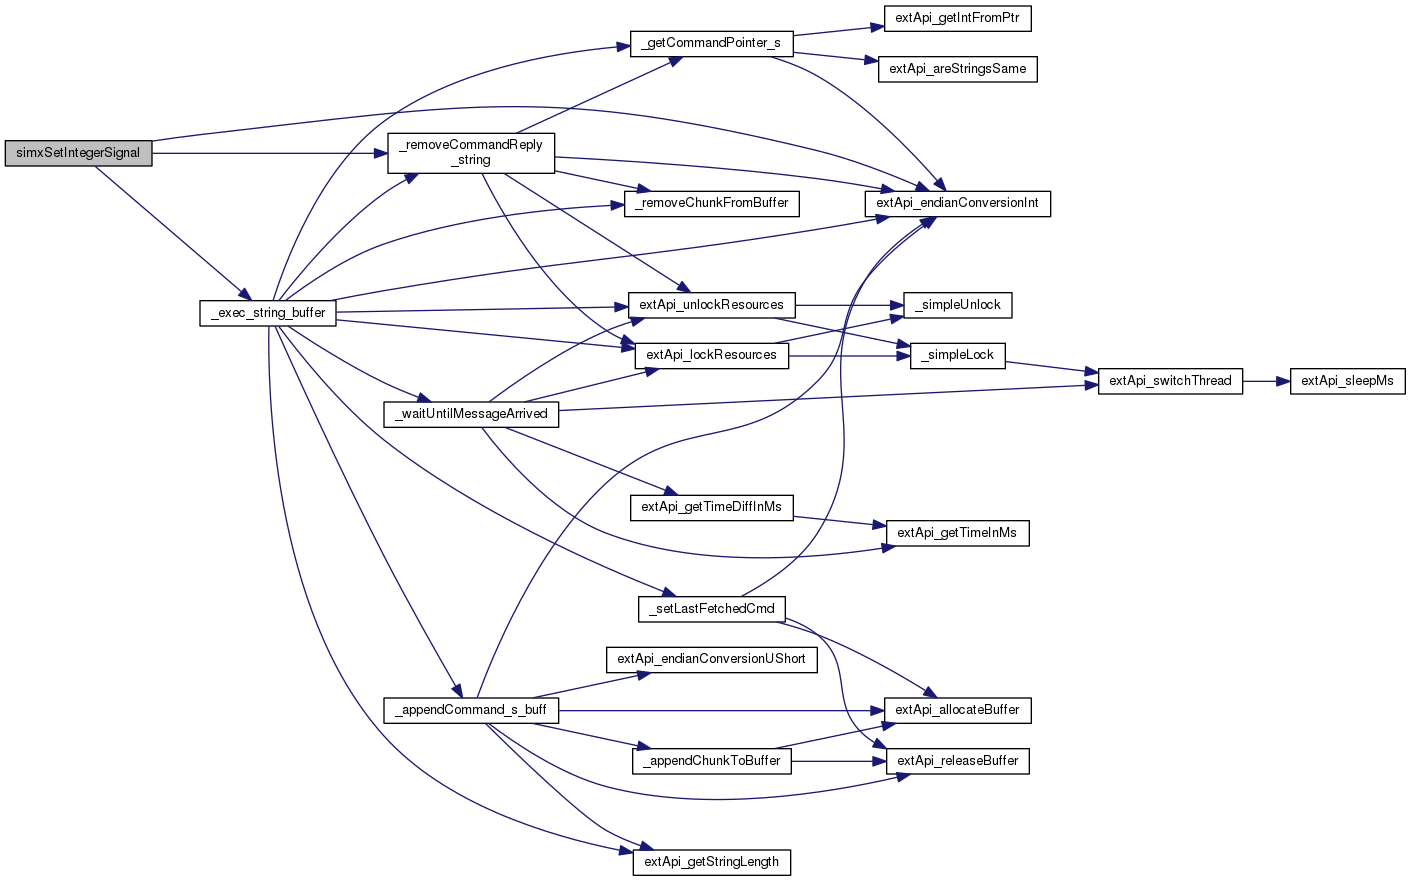 extApi_getIntFromPtr
_getCommandPointer_s
extApi_areStringsSame
simxSetIntegerSignal
_removeCommandReply
_string
_removeChunkFromBuffer
extApi_endianConversionInt
_exec_string_buffer
extApi_unlockResources
_simpleUnlock
extApi_lockResources
_simpleLock
extApi_switchThread
extApi_sleepMs
_waitUntilMessageArrived
extApi_getTimeDiffInMs
extApi_getTimeInMs
_setLastFetchedCmd
extApi_endianConversionUShort
_appendCommand_s_buff
extApi_allocateBuffer
_appendChunkToBuffer
extApi_releaseBuffer
extApi_getStringLength